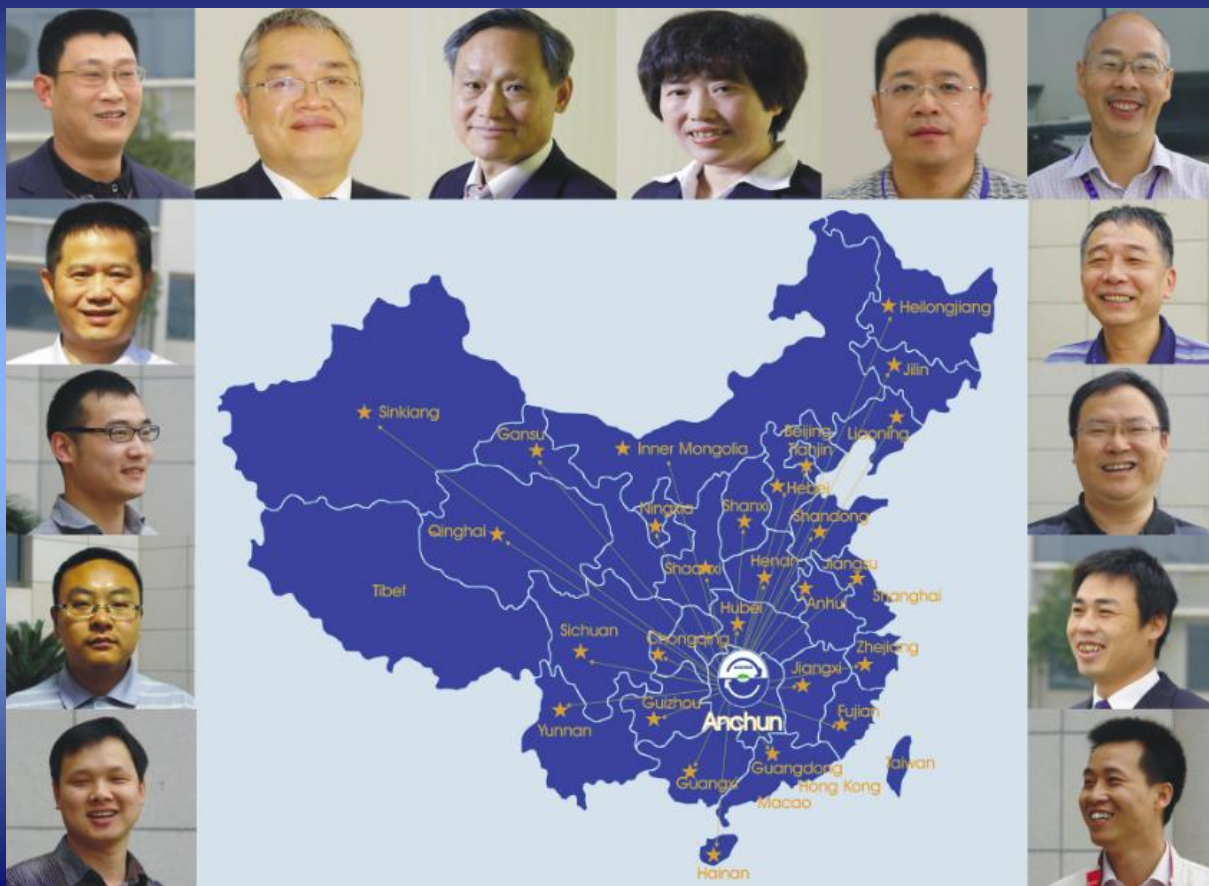 Heilongjiang
Jilin
Sinkiang
Gansu
Inner Mongolia
Beijing
Tianjin
Liaoning
Hebei
Ningxia
Shanxi
Shandong
Qinghai
Shaanxi
Henan
Jiangsu
Tibet
Anhui
Shanghai
Hubei
Sichuan
Chongqing
Zhejiang
Jiangxi
Guizhou
Fujian
Yunnan
Anchun
Guangdong
Taiwan
Guangxi
Hong Kong
Macao
Hainan